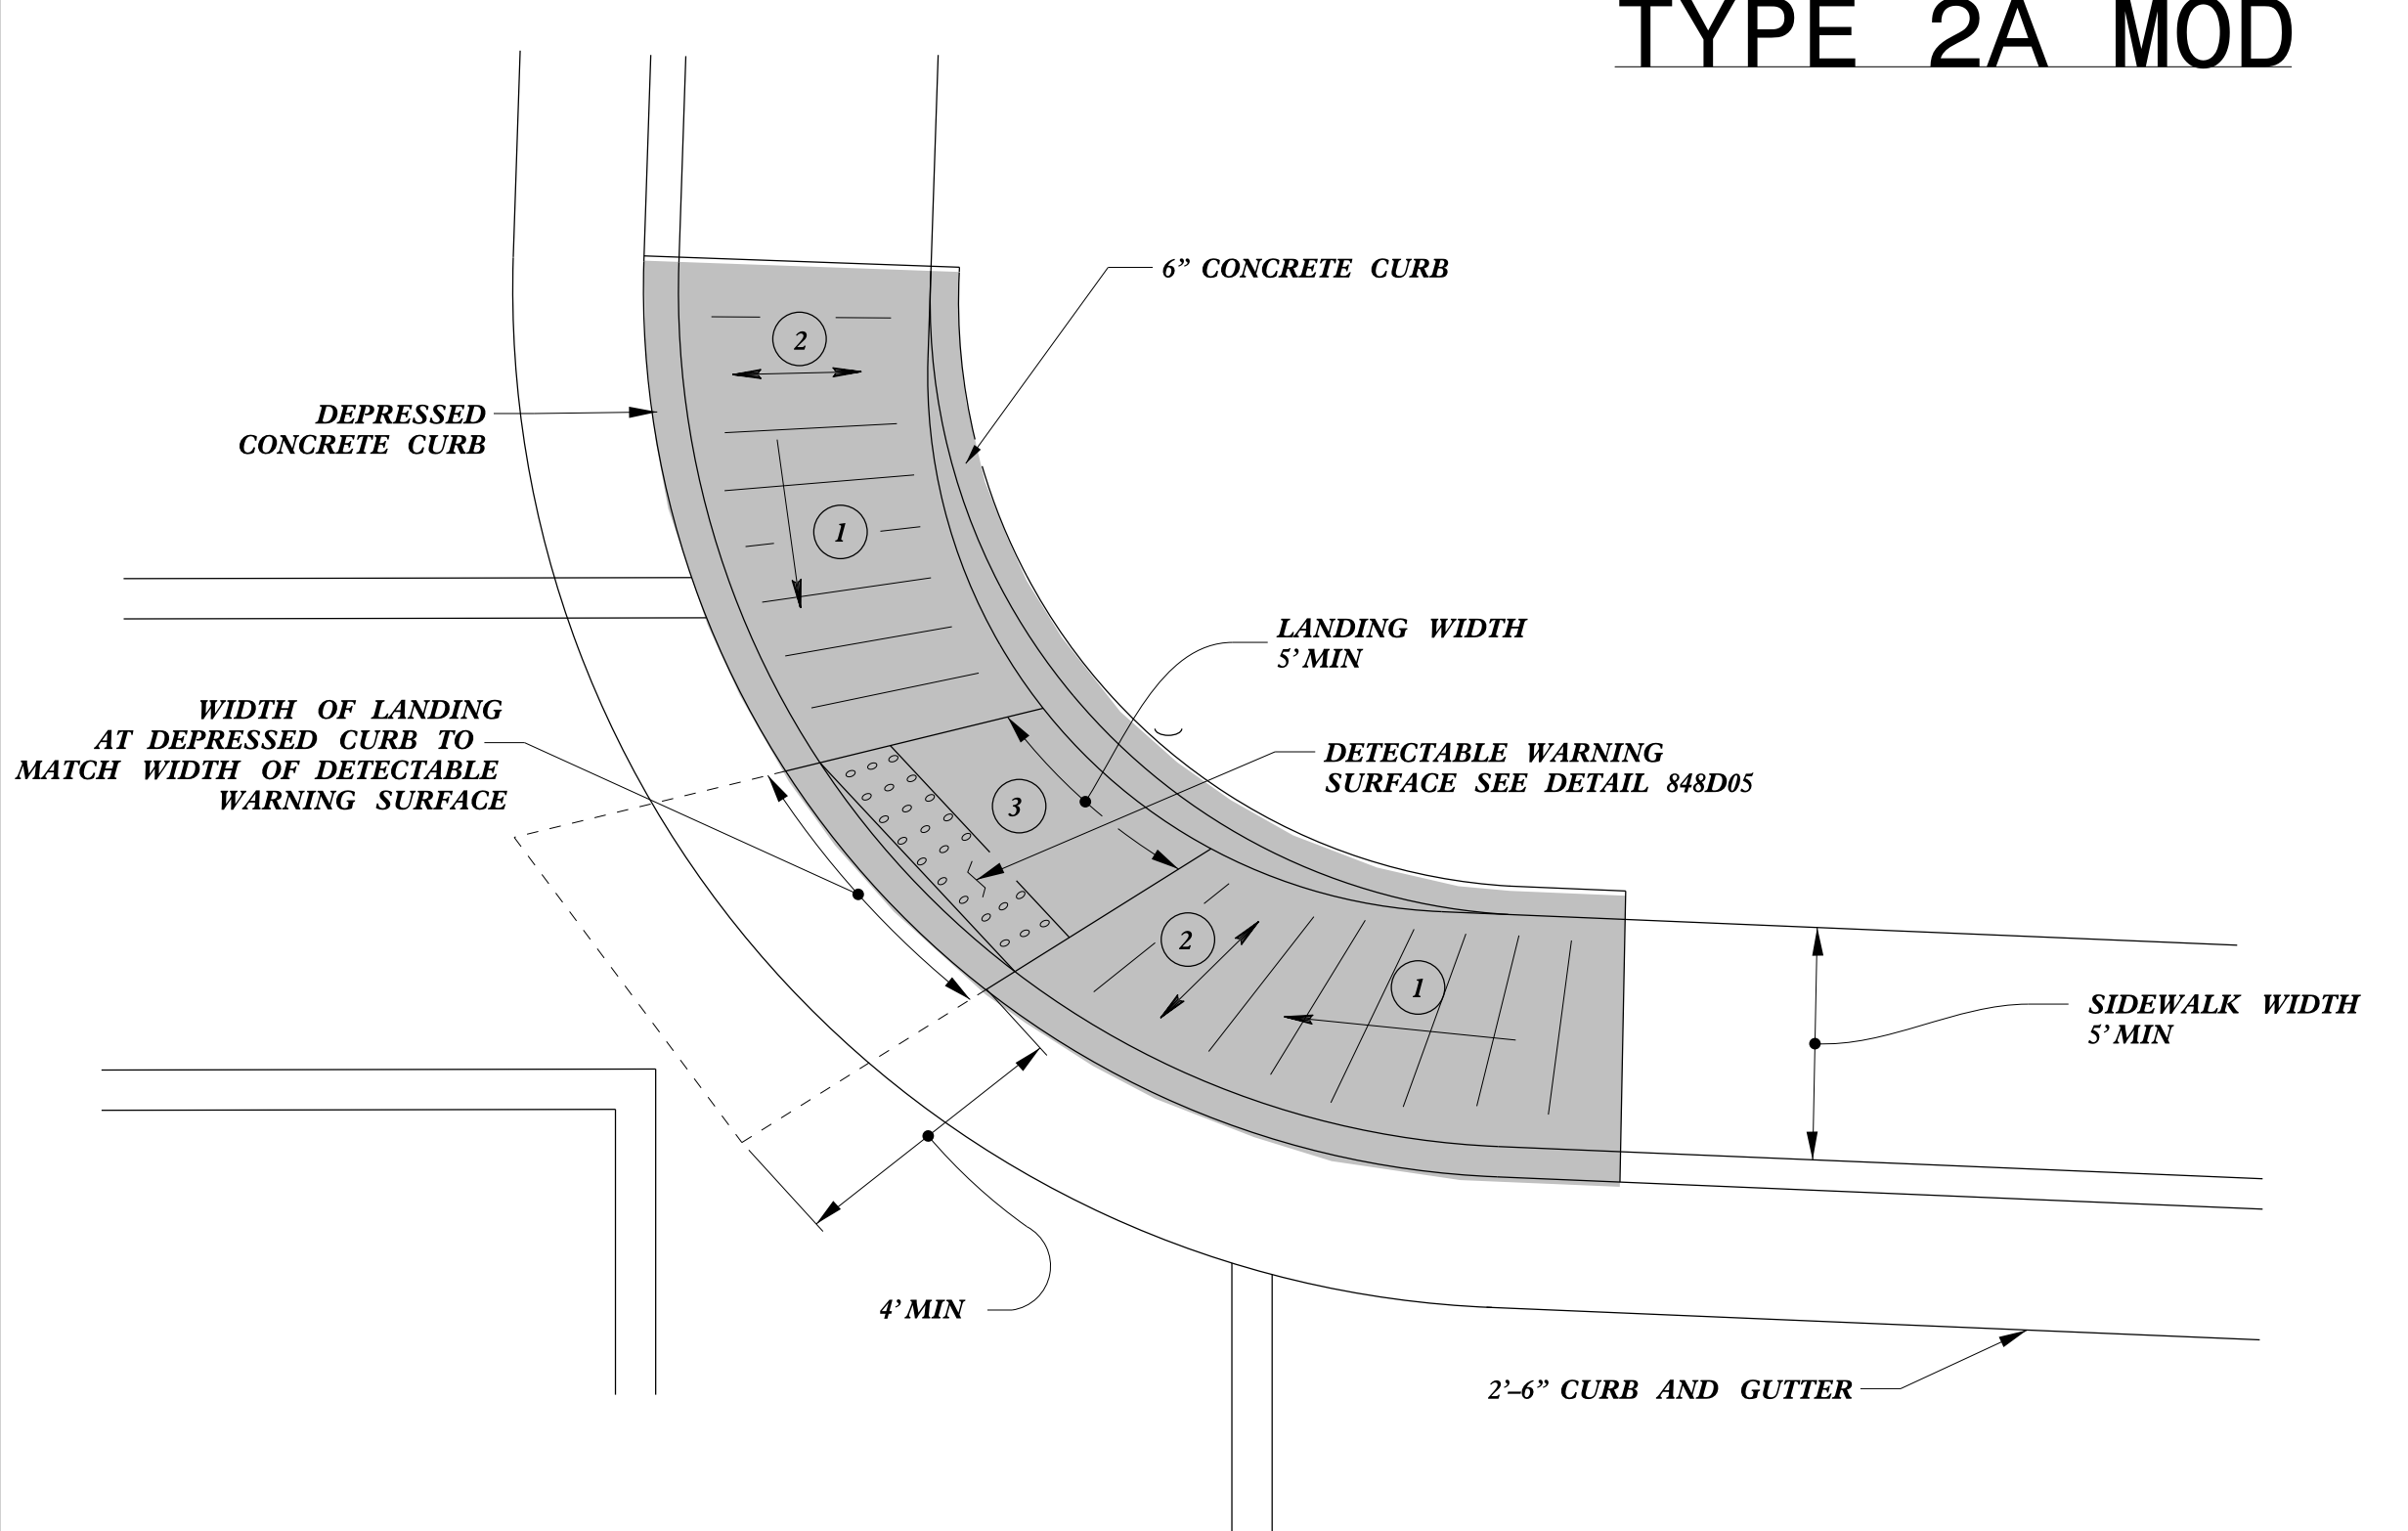 TYPE 2A MOD
6” CONCRETE CURB
2
DEPRESSED
CONCRETE CURB
1
LANDING WIDTH
5’ MIN
WIDTH OF LANDING
AT DEPRESSED CURB TO
MATCH WIDTH OF DETECTABLE
WARNING SURFACE
DETECTABLE WARNING
SURFACE SEE DETAIL 848D05
3
2
1
SIDEWALK WIDTH
5’ MIN
4’ MIN
2’–6” CURB AND GUTTER